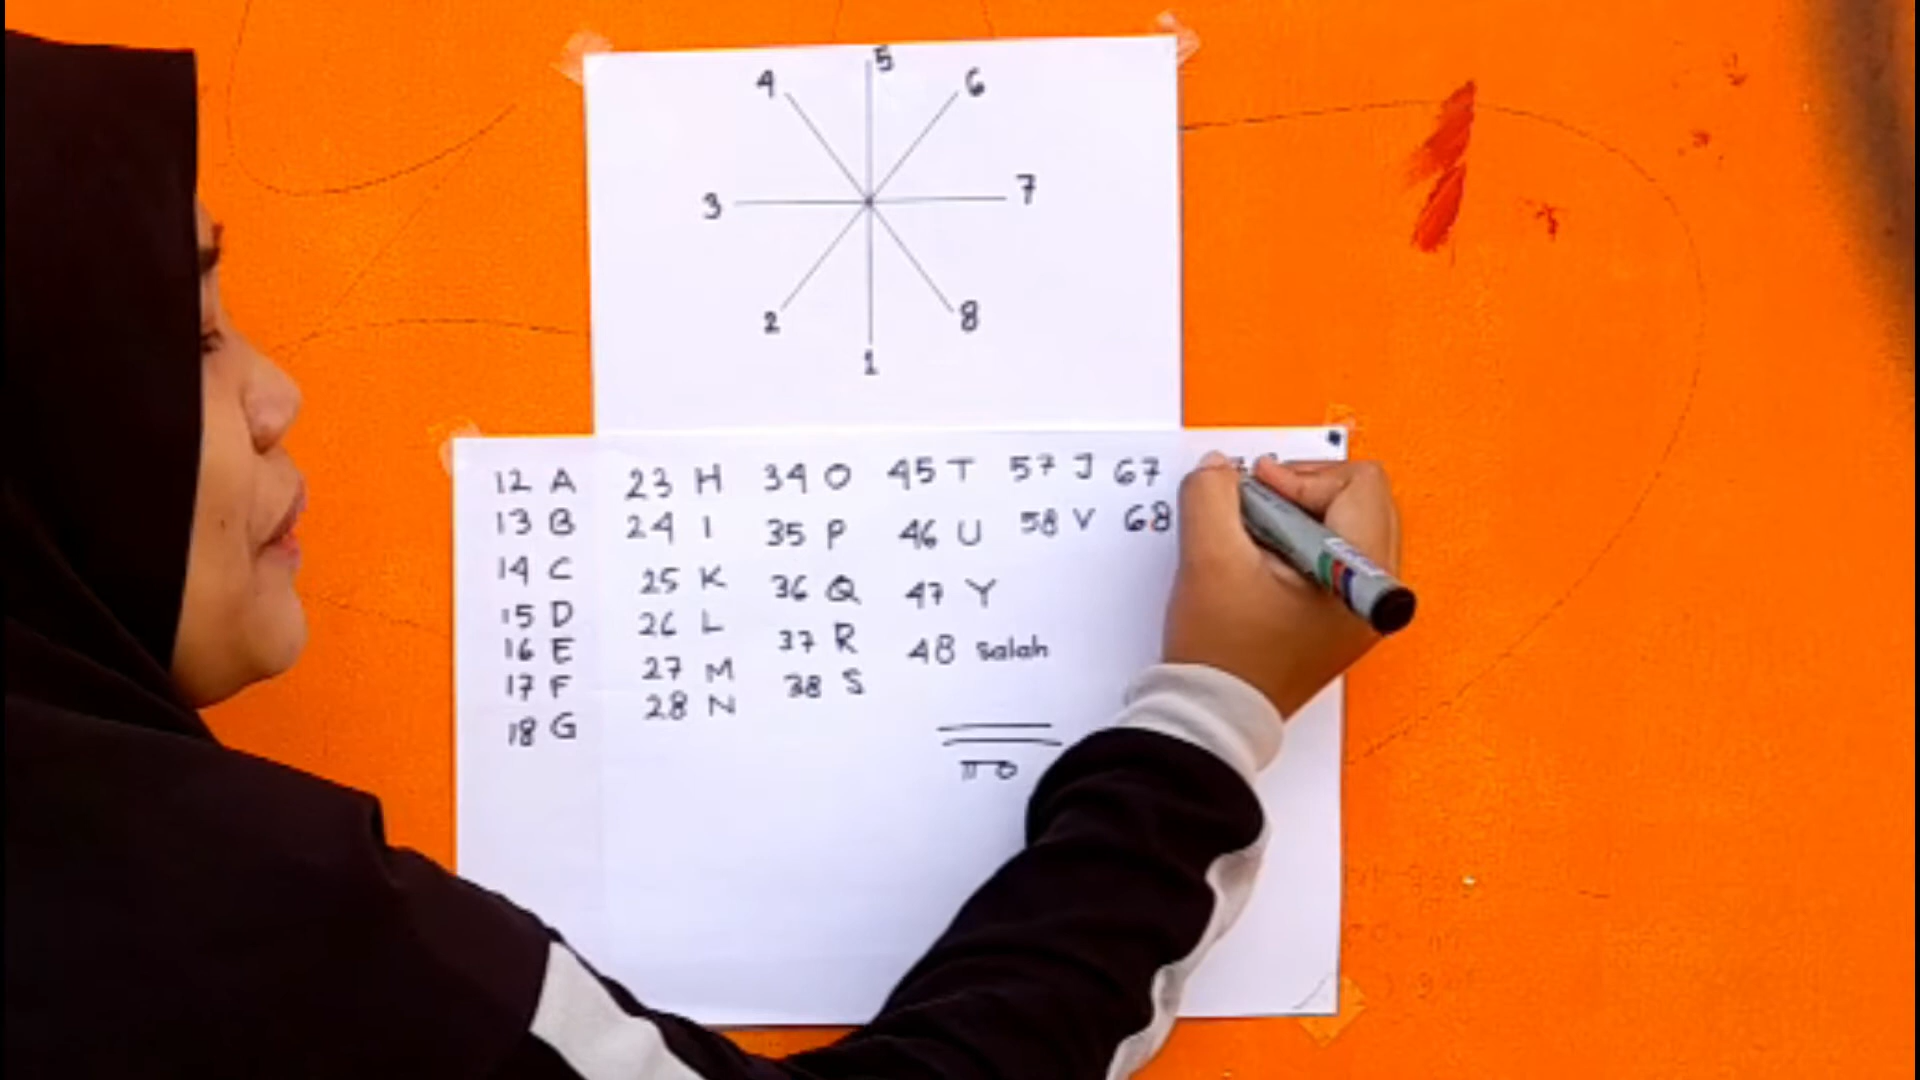 5
4 6
3 7
2 8
1
12 A 23 H 34 O 45 T 57 J 67
13 B 24 I 35 P 46 U 58 V 68
14 C 25 K 36 Q 47 Y
15 D 26 L 37 R 48 salah
16 E 27 M 38 S
17 F 28 N
18 G